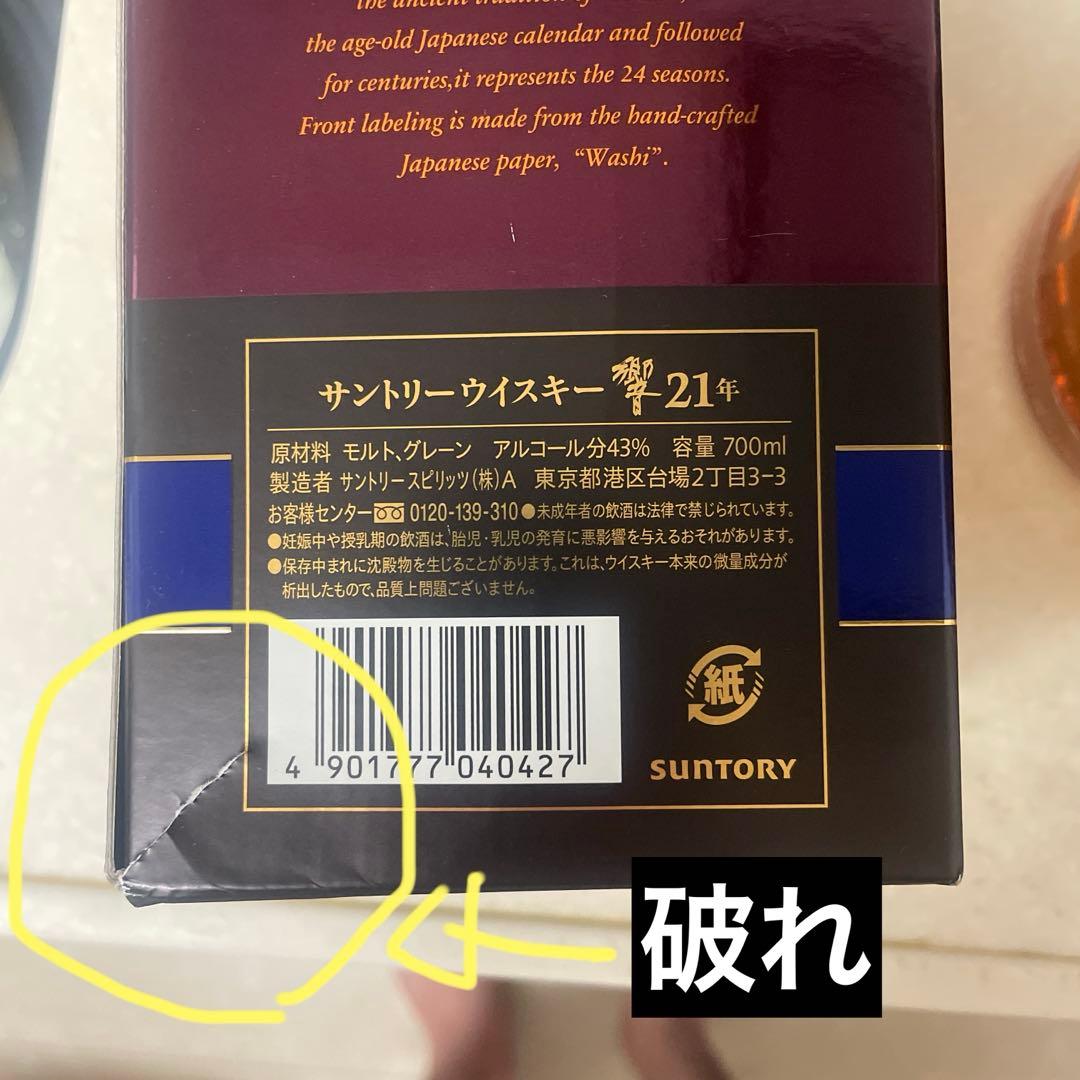 the ancient tradition
the age-old Japanese calendar and followed
for centuries,it represents the 24 seasons.
Front labeling is made from the hand-crafted
Japanese paper, “Washi”.
サントリーウイスキー 響 21年
原材料 モルト、グレーン アルコール分43% 容量 700ml
製造者 サントリースピリッツ(株)A 東京都港区台場2丁目3-3
お客様センター 0120-139-310 ●未成年者の飲酒は法律で禁じられています。
●妊娠中や授乳期の飲酒は、胎児・乳児の発育に悪影響を与えるおそれがあります。
●保存中まれに沈殿物を生じることがあります。これは、ウイスキー本来の微量成分が
析出したもので、品質上問題ございません。
紙
4 901777 040427
SUNTORY
破れ